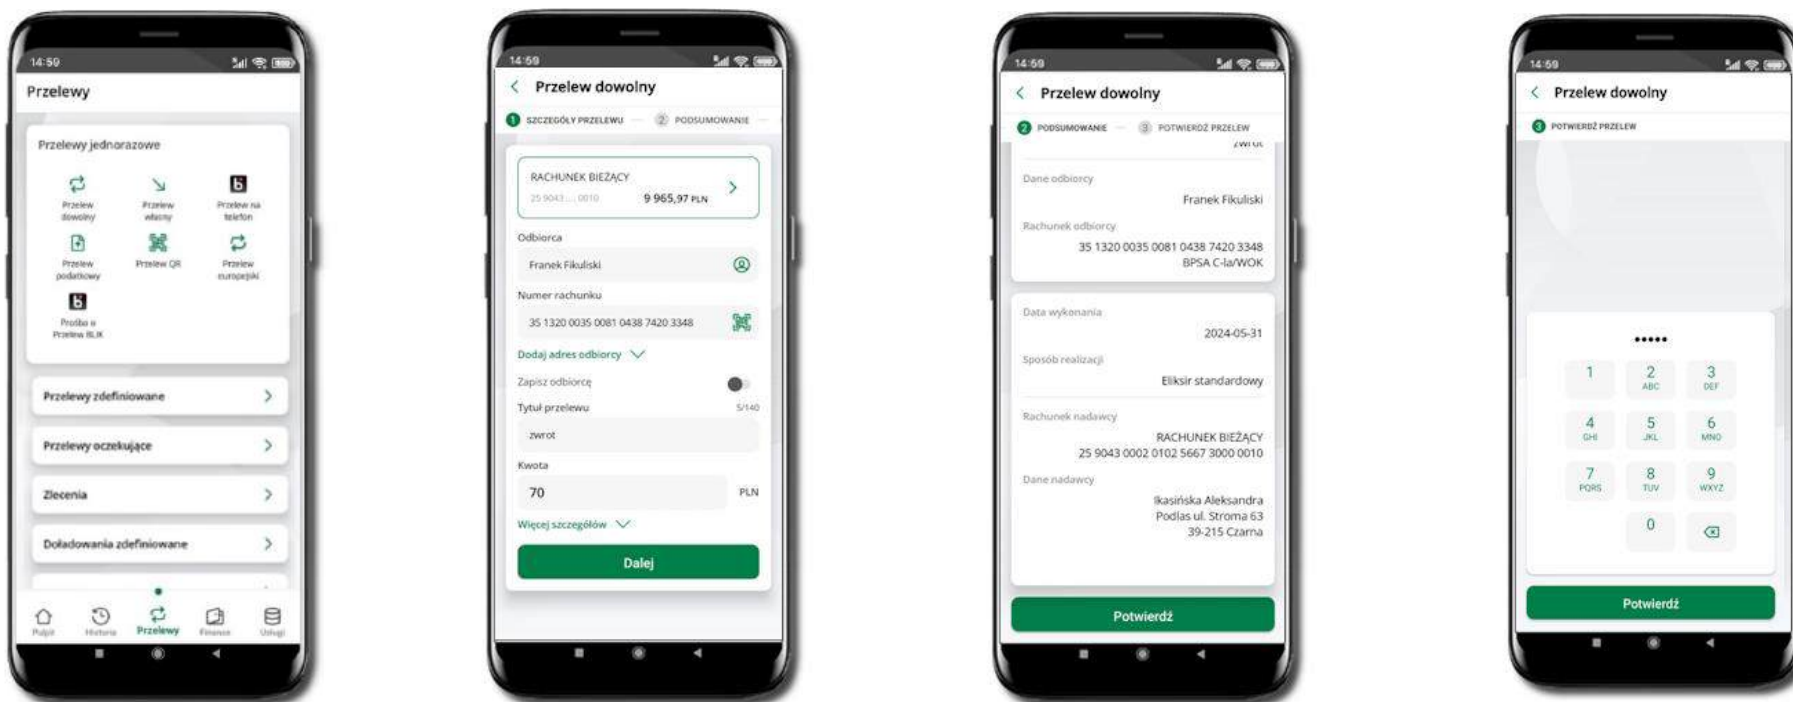 14:59
Przelewy
Przelewy jednorazowe
Przelew dowolny
Przelew własny
Przelew na telefon
Przelew podatkowy
Przelew QR
Przelew europejski
Prośba o Przelew BLIK
Przelewy zdefiniowane
Przelewy oczekujące
Zlecenia
Doładowania zdefiniowane
Pulpit
Historia
Przelewy
Finanse
Usługi
14:59
Przelew dowolny
1 SZCZEGÓŁY PRZELEWU
2 PODSUMOWANIE
RACHUNEK BIEŻĄCY
25 9043 ... 0010 9 965,97 PLN
Odbiorca
Franek Fikuliski
Numer rachunku
35 1320 0035 0081 0438 7420 3348
Dodaj adres odbiorcy
Zapisz odbiorcę
Tytuł przelewu 5/140
zwrot
Kwota
70 PLN
Więcej szczegółów
Dalej
14:59
Przelew dowolny
2 PODSUMOWANIE
3 POTWIERDŹ PRZELEW
zwrot
Dane odbiorcy
Franek Fikuliski
Rachunek odbiorcy
35 1320 0035 0081 0438 7420 3348
BPSA C-la/WOK
Data wykonania
2024-05-31
Sposób realizacji
Eliksir standardowy
Rachunek nadawcy
RACHUNEK BIEŻĄCY
25 9043 0002 0102 5667 3000 0010
Dane nadawcy
Ikasińska Aleksandra
Podlas ul. Stroma 63
39-215 Czarna
Potwierdź
14:59
Przelew dowolny
3 POTWIERDŹ PRZELEW
•••••
1 2 3
ABC DEF
4 5 6
GHI JKL MNO
7 8 9
PQRS TUV WXYZ
0
Potwierdź